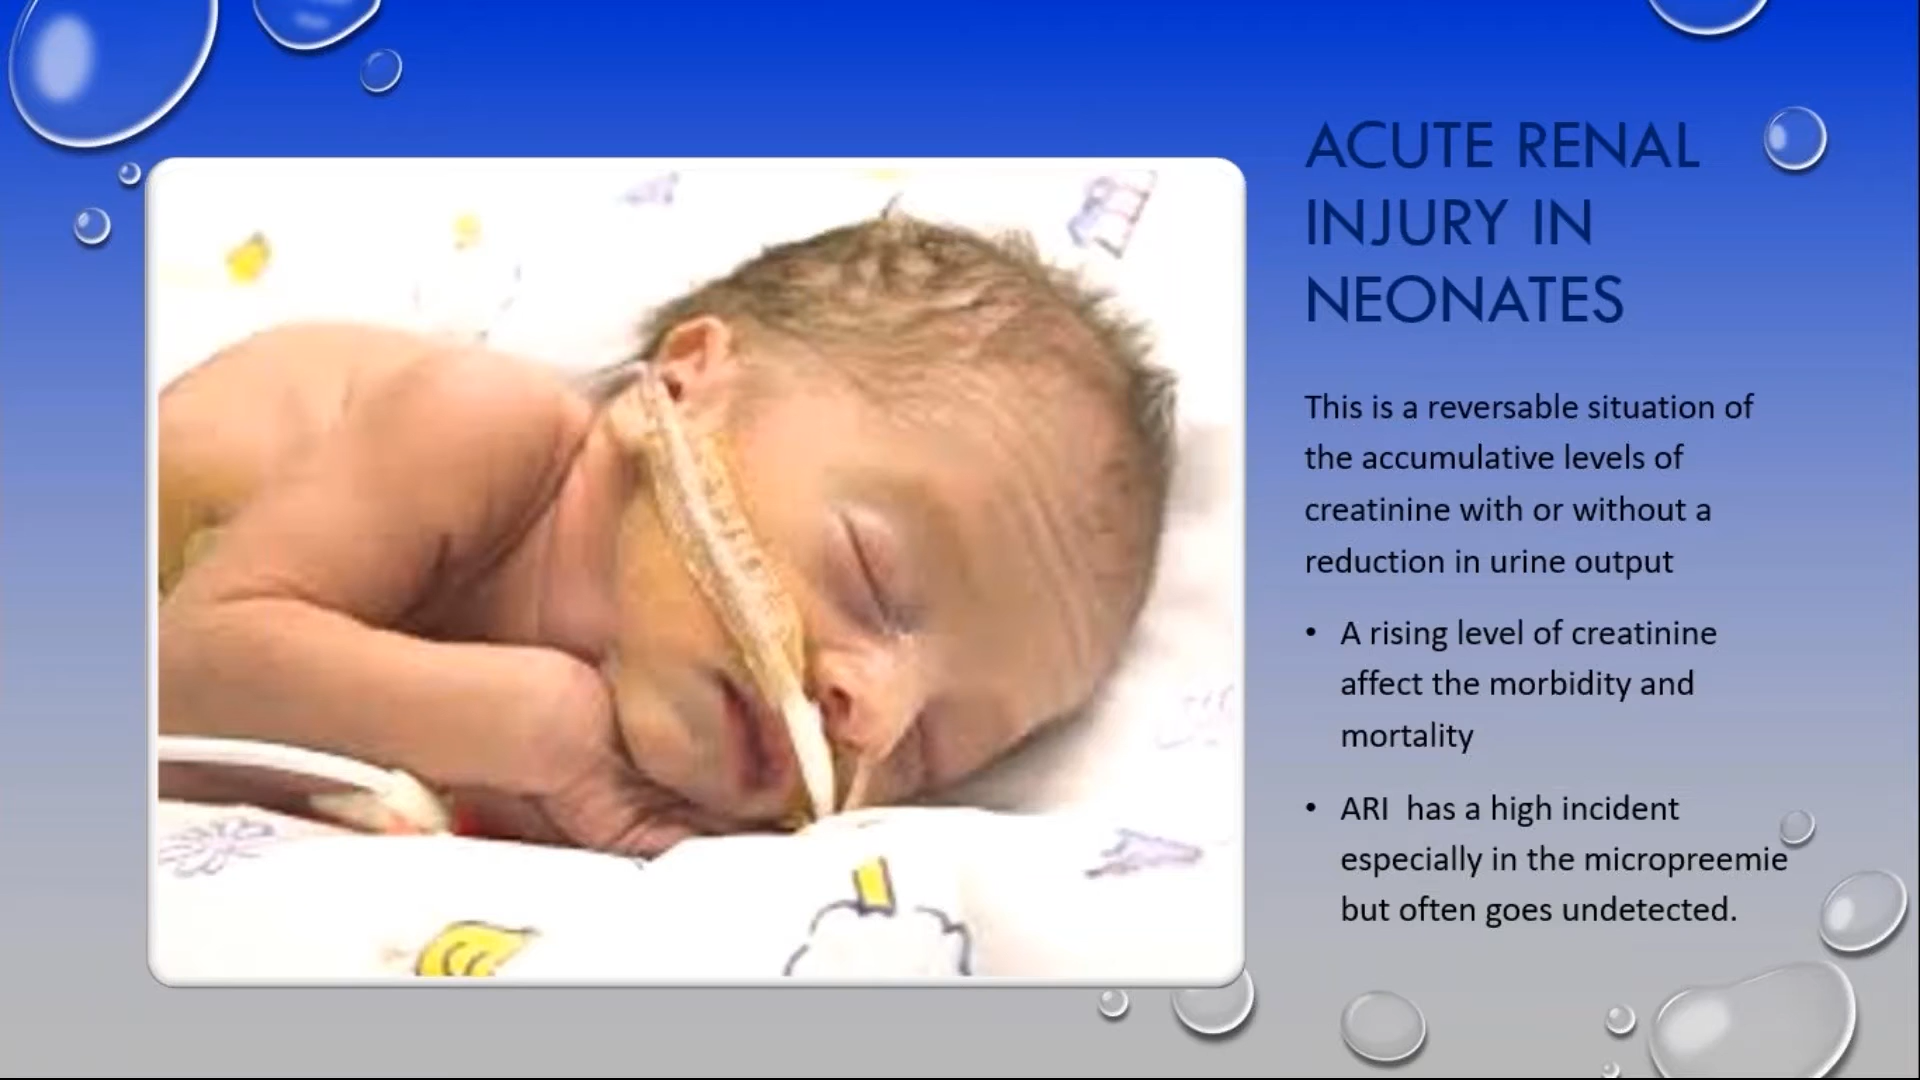 ACUTE RENAL
INJURY IN
NEONATES
This is a reversable situation of
the accumulative levels of
creatinine with or without a
reduction in urine output
• A rising level of creatinine
affect the morbidity and
mortality
• ARI has a high incident
especially in the micropreemie
but often goes undetected.